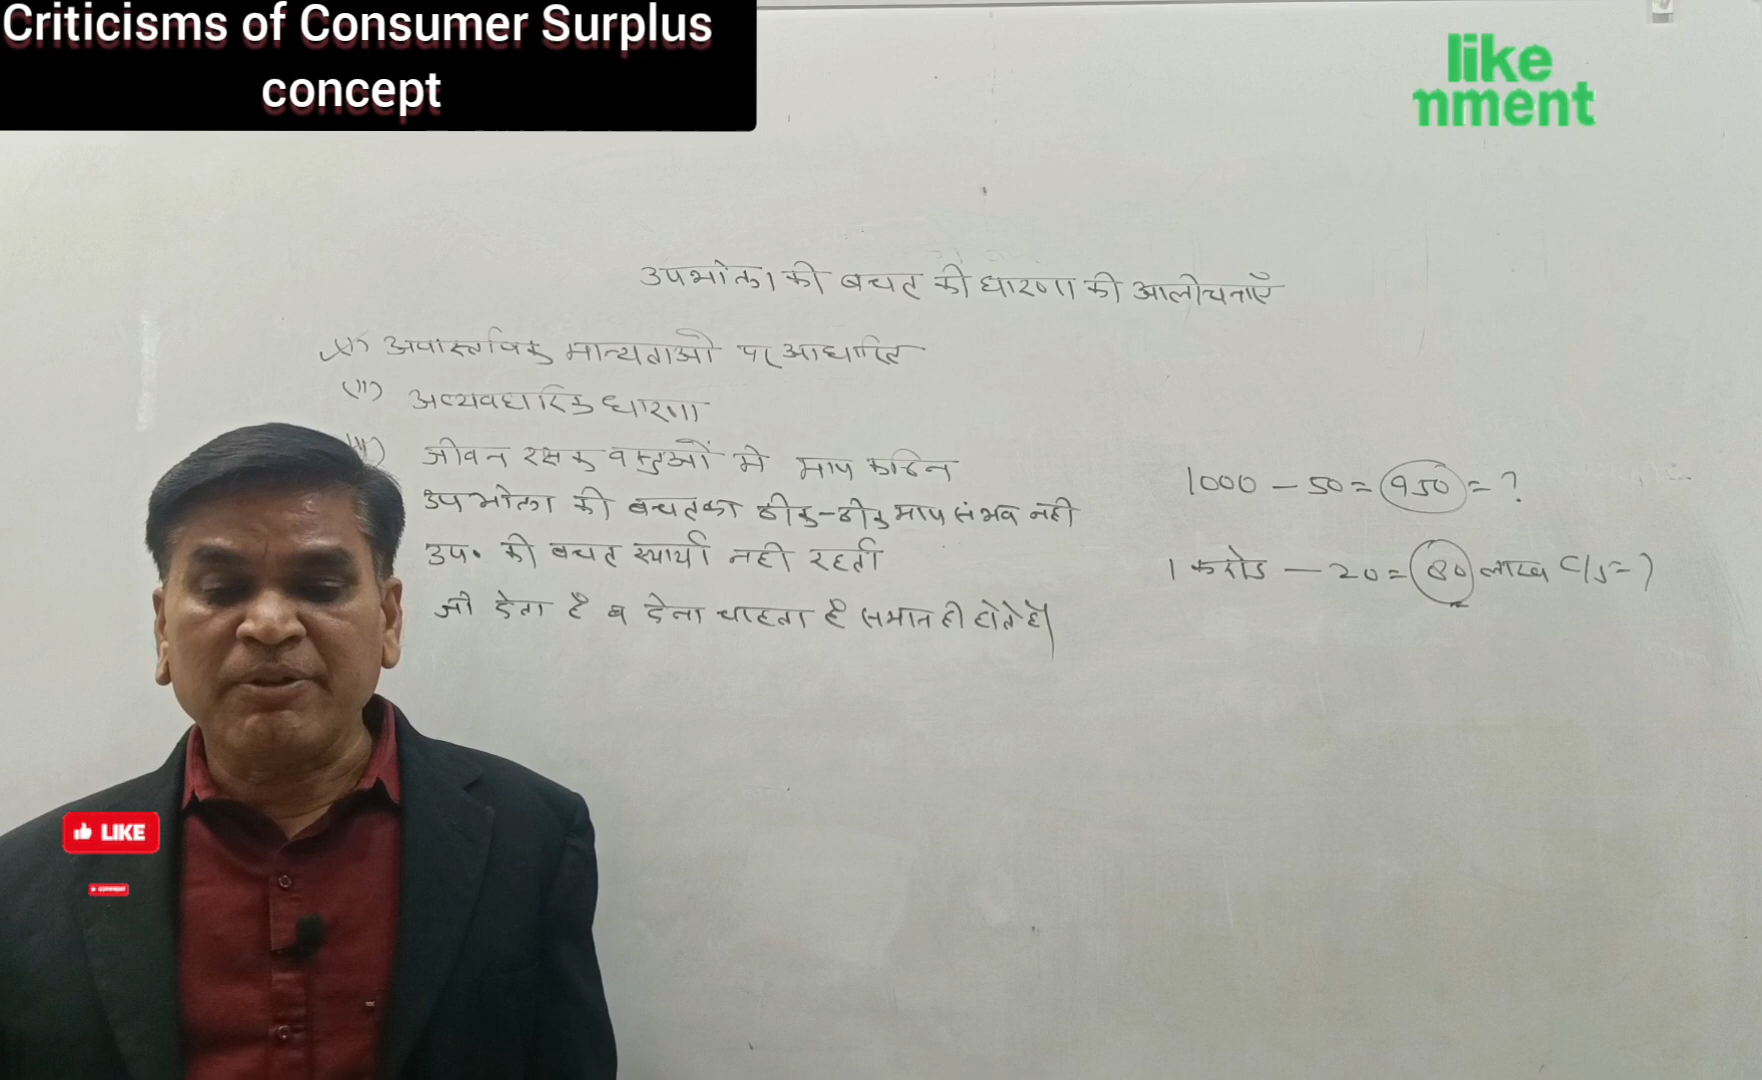 Criticisms of Consumer Surplus
concept
like
mment
उपभोक्ता की बचत की धारणा की आलोचनाएँ
अवास्तविक मान्यताओं पर आधारित
(ii) अव्यवहारिक धारणा
(iii) जीवन रक्षक वस्तुओं में माप कठिन
उपभोक्ता की बचत का ठीक-ठीक माप संभव नही
उप॰ की बचत स्थायी नही रहती
जो देता है व देना चाहता है समान ही होते है।
1000 - 50 = 950 = ?
1 करोड - 20 = 80 लाख C/S = ?
LIKE
COMMENT